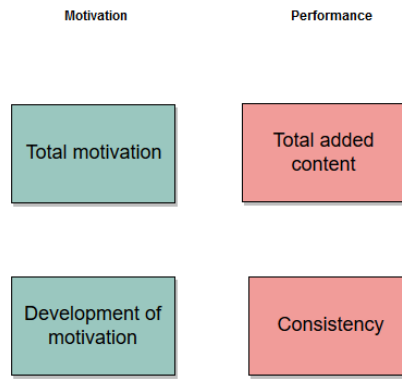 Motivation
Performance
Total motivation
Total added
content
Development of
motivation
Consistency